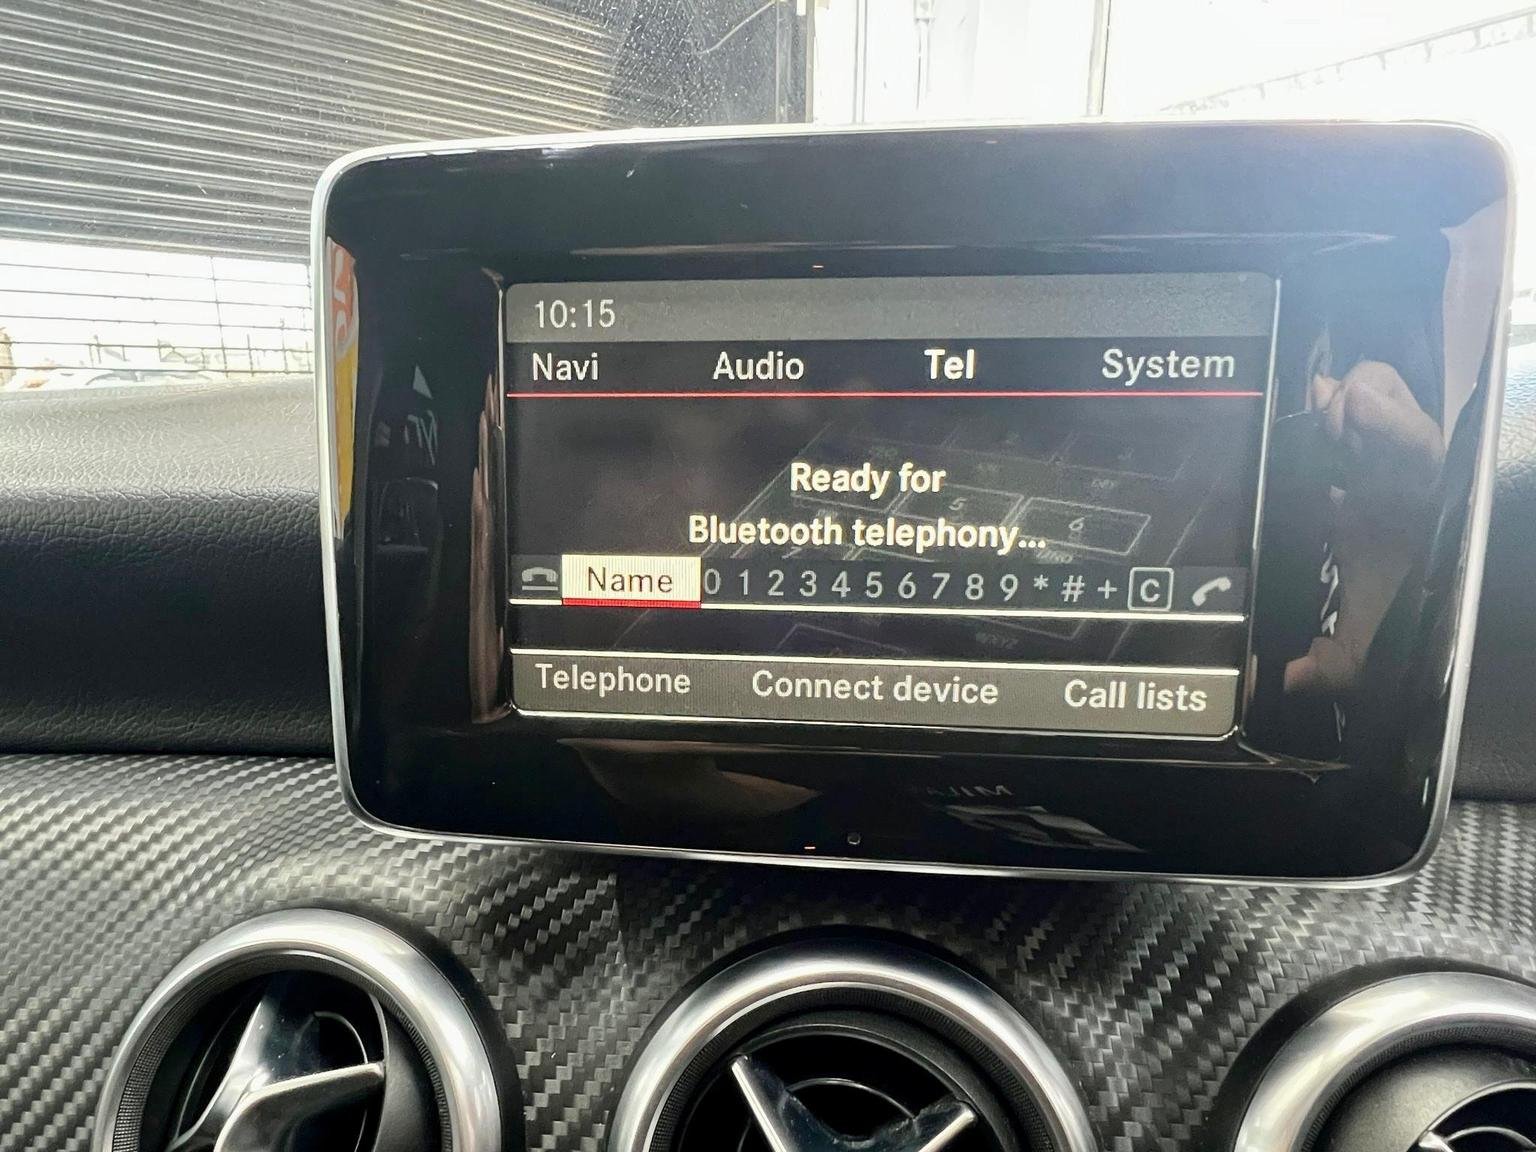 10:15
Navi Audio Tel System
Ready for
Bluetooth telephony...
Name 0 1 2 3 4 5 6 7 8 9 * # + C
Telephone Connect device Call lists